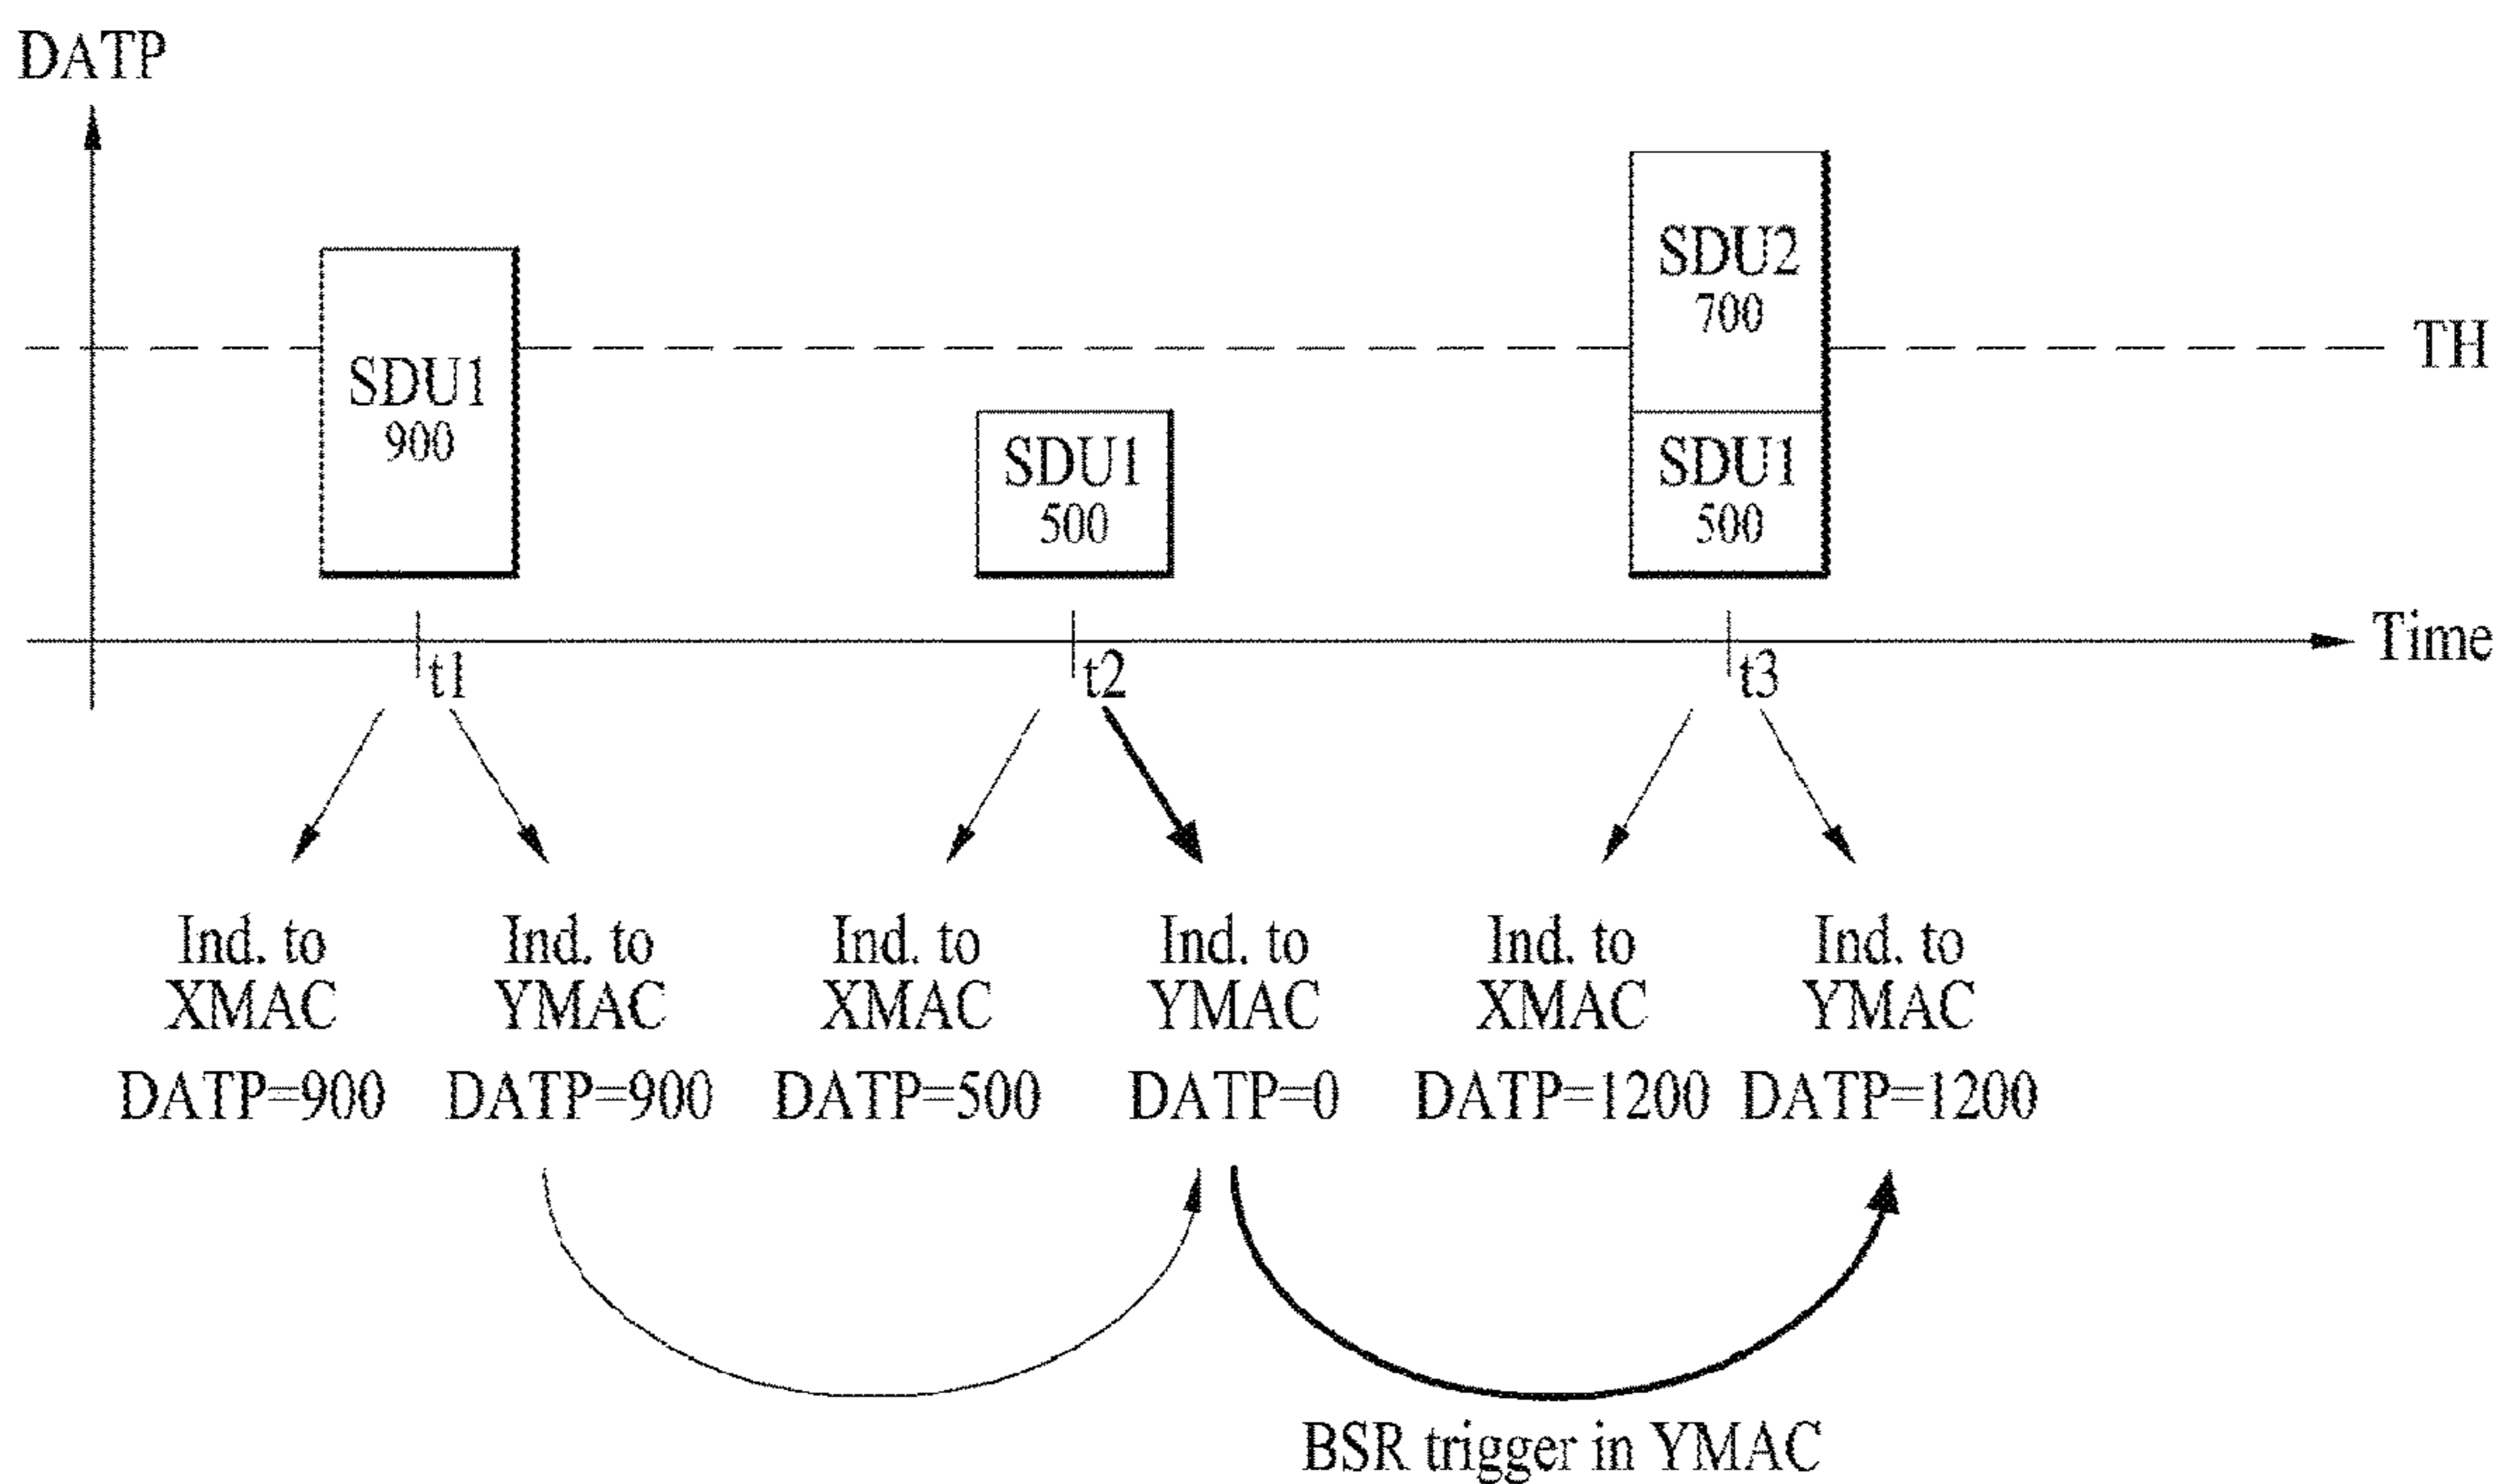 DATP
SDU2
700
TH
SDU1
900
SDU1
500
SDU1
500
Time
t1
t2
t3
Ind. to
XMAC
DATP=900
Ind. to
YMAC
DATP=900
Ind. to
XMAC
DATP=500
Ind. to
YMAC
DATP=0
Ind. to
XMAC
DATP=1200
Ind. to
YMAC
DATP=1200
BSR trigger in YMAC